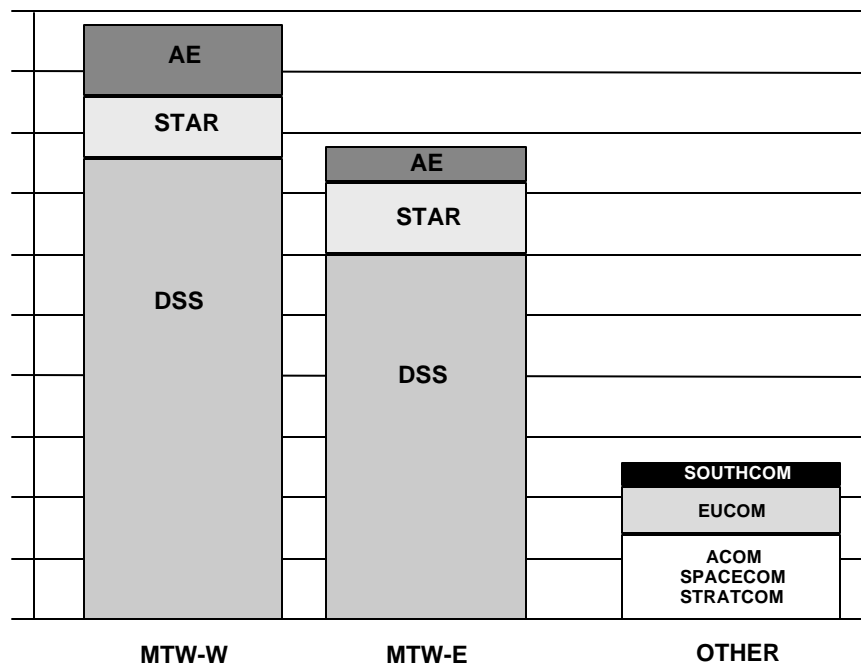 AE
STAR
DSS
AE
STAR
DSS
SOUTHCOM
EUCOM
ACOM
SPACECOM
STRATCOM
MTW-W
MTW-E
OTHER